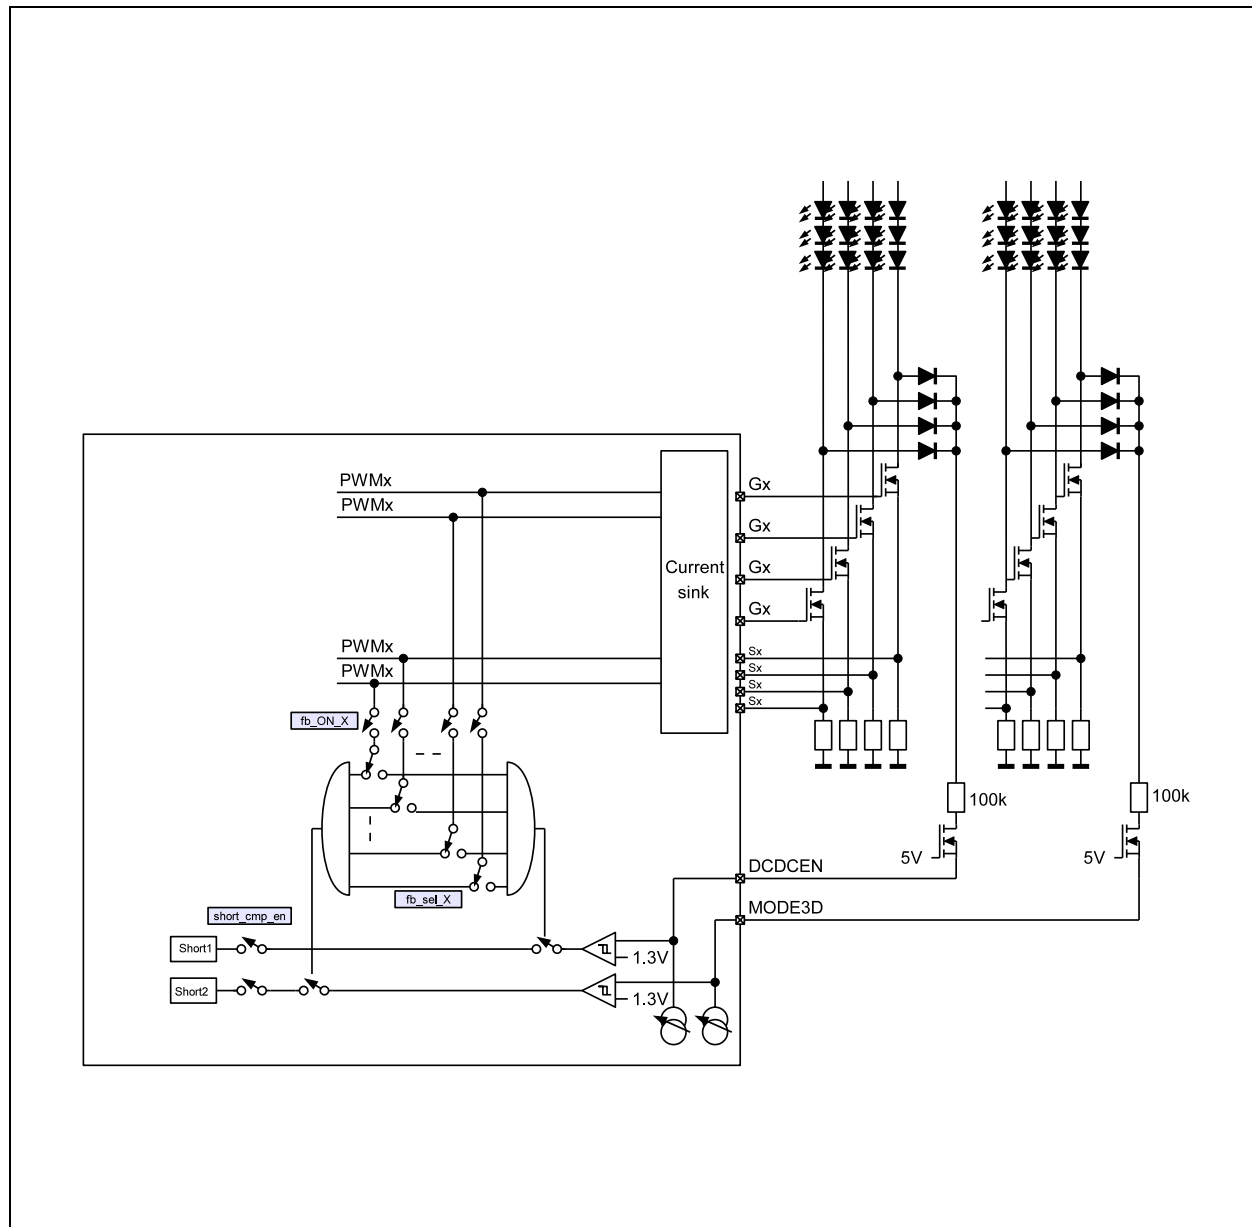 PWMx
Gx
PWMx
Gx
Current
sink
Gx
Gx
PWMx
Sx
PWMx
Sx
Sx
Sx
fb_ON_X
100k
100k
5V
5V
DCDCEN
fb_sel_X
short_cmp_en
MODE3D
Short1
1.3V
Short2
1.3V